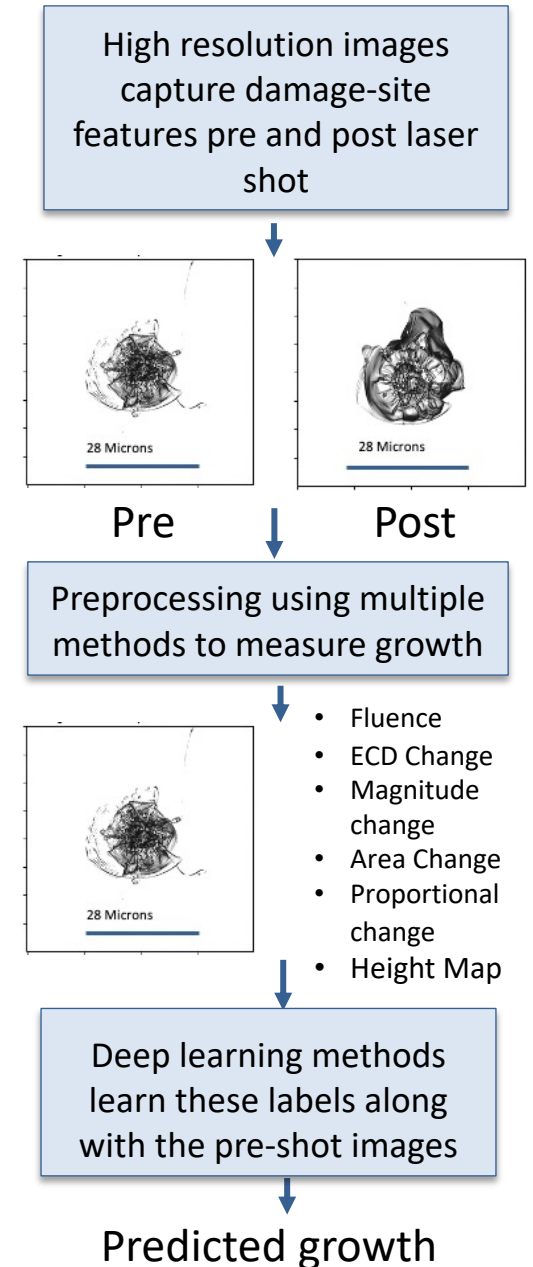 High resolution images
capture damage-site
features pre and post laser
shot
28 Microns
28 Microns
Pre
Post
Preprocessing using multiple
methods to measure growth
• Fluence
• ECD Change
• Magnitude
change
• Area Change
• Proportional
change
• Height Map
28 Microns
Deep learning methods
learn these labels along
with the pre-shot images
Predicted growth